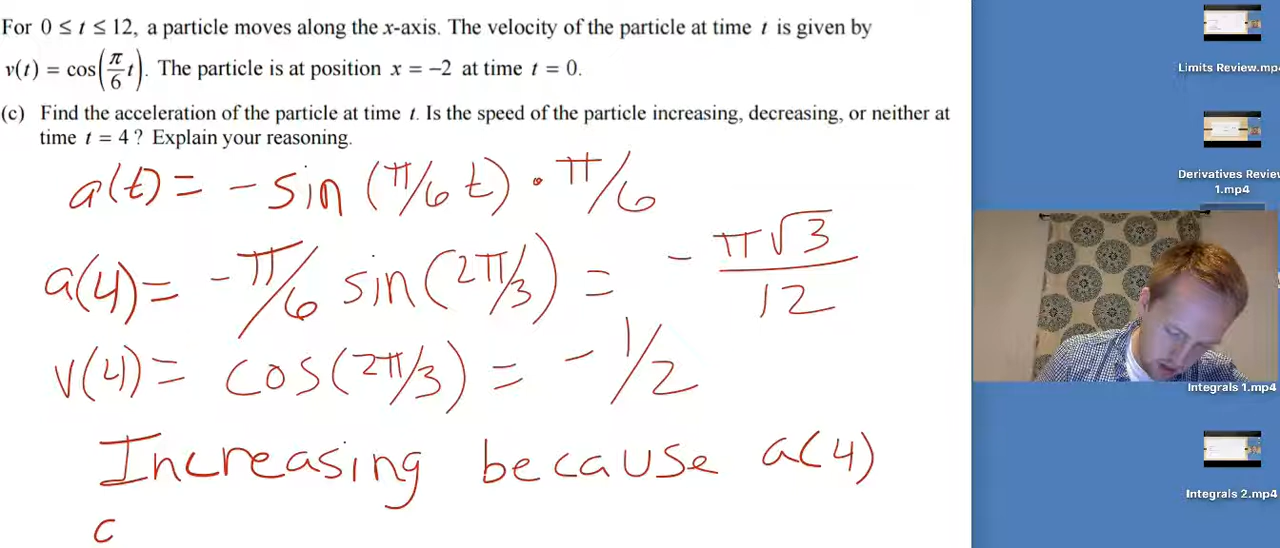 For 0 ≤ t ≤ 12, a particle moves along the x-axis. The velocity of the particle at time t is given by
v(t) = cos(π/6 t). The particle is at position x = −2 at time t = 0.
(c) Find the acceleration of the particle at time t. Is the speed of the particle increasing, decreasing, or neither at
time t = 4? Explain your reasoning.
a(t) = -sin(π/6 t) · π/6
a(4) = -π/6 sin(2π/3) = - π√3/12
v(4) = cos(2π/3) = -1/2
Increasing because a(4)
Limits Review.mp
Derivatives Review
1.mp4
Integrals 1.mp4
Integrals 2.mp4